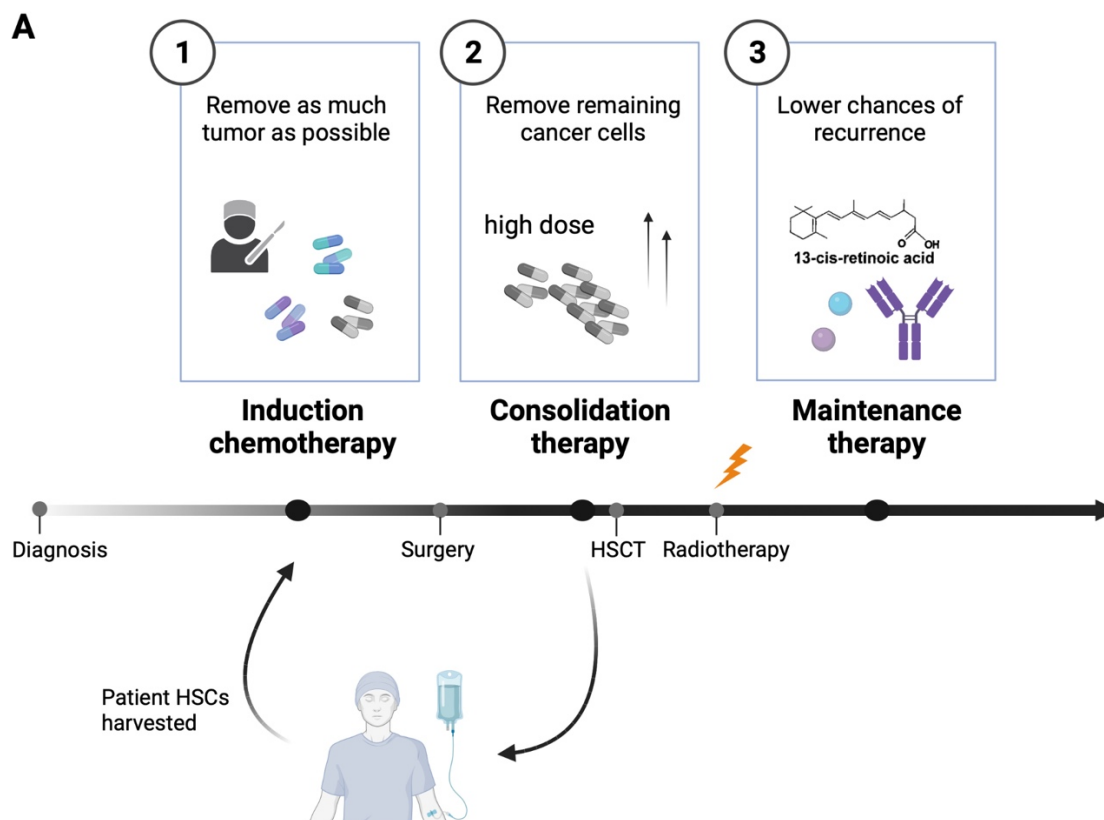 A
1
Remove as much
tumor as possible
Induction
chemotherapy
2
Remove remaining
cancer cells
high dose
Consolidation
therapy
3
Lower chances of
recurrence
O
OH
13-cis-retinoic acid
Maintenance
therapy
Diagnosis
Surgery
HSCT
Radiotherapy
Patient HSCs
harvested